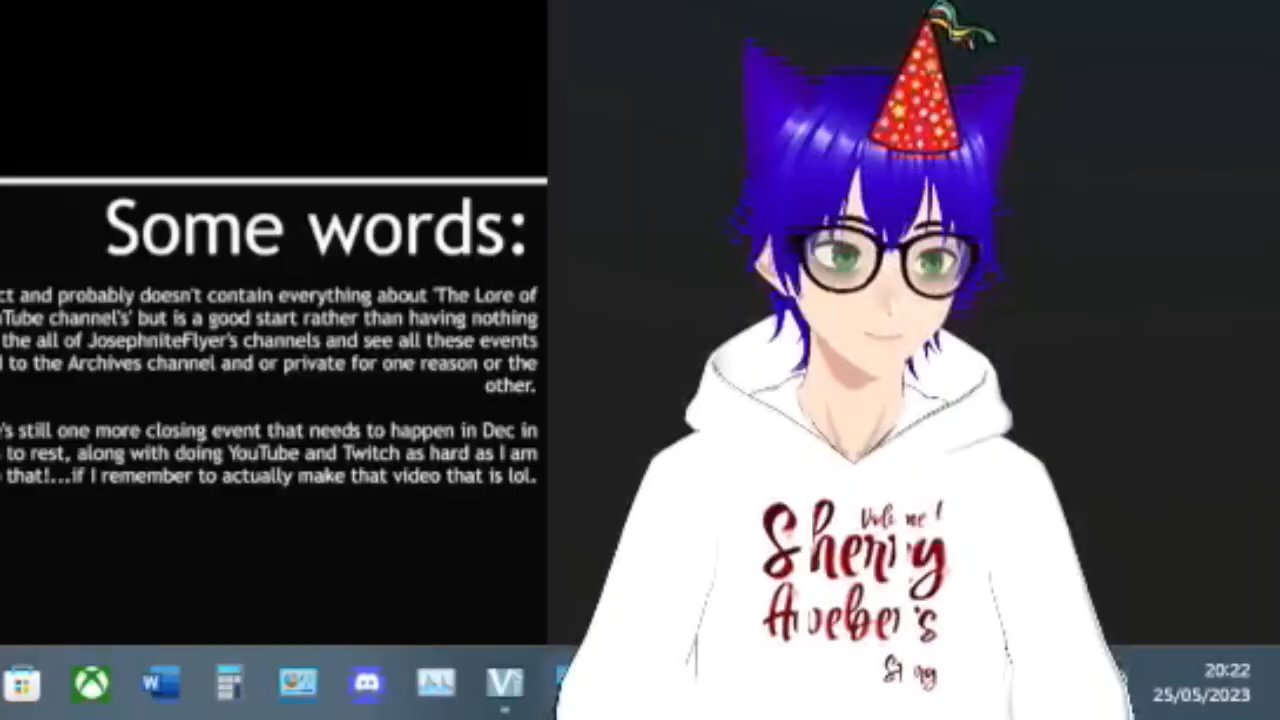 Some words:
ct and probably doesn't contain everything about 'The Lore of
Tube channel's' but is a good start rather than having nothing
the all of JosephniteFlyer's channels and see all these events
to the Archives channel and or private for one reason or the
other.
's still one more closing event that needs to happen in Dec in
to rest, along with doing YouTube and Twitch as hard as I am
that!...if I remember to actually make that video that is lol.
Sherry
20:22
25/05/2023